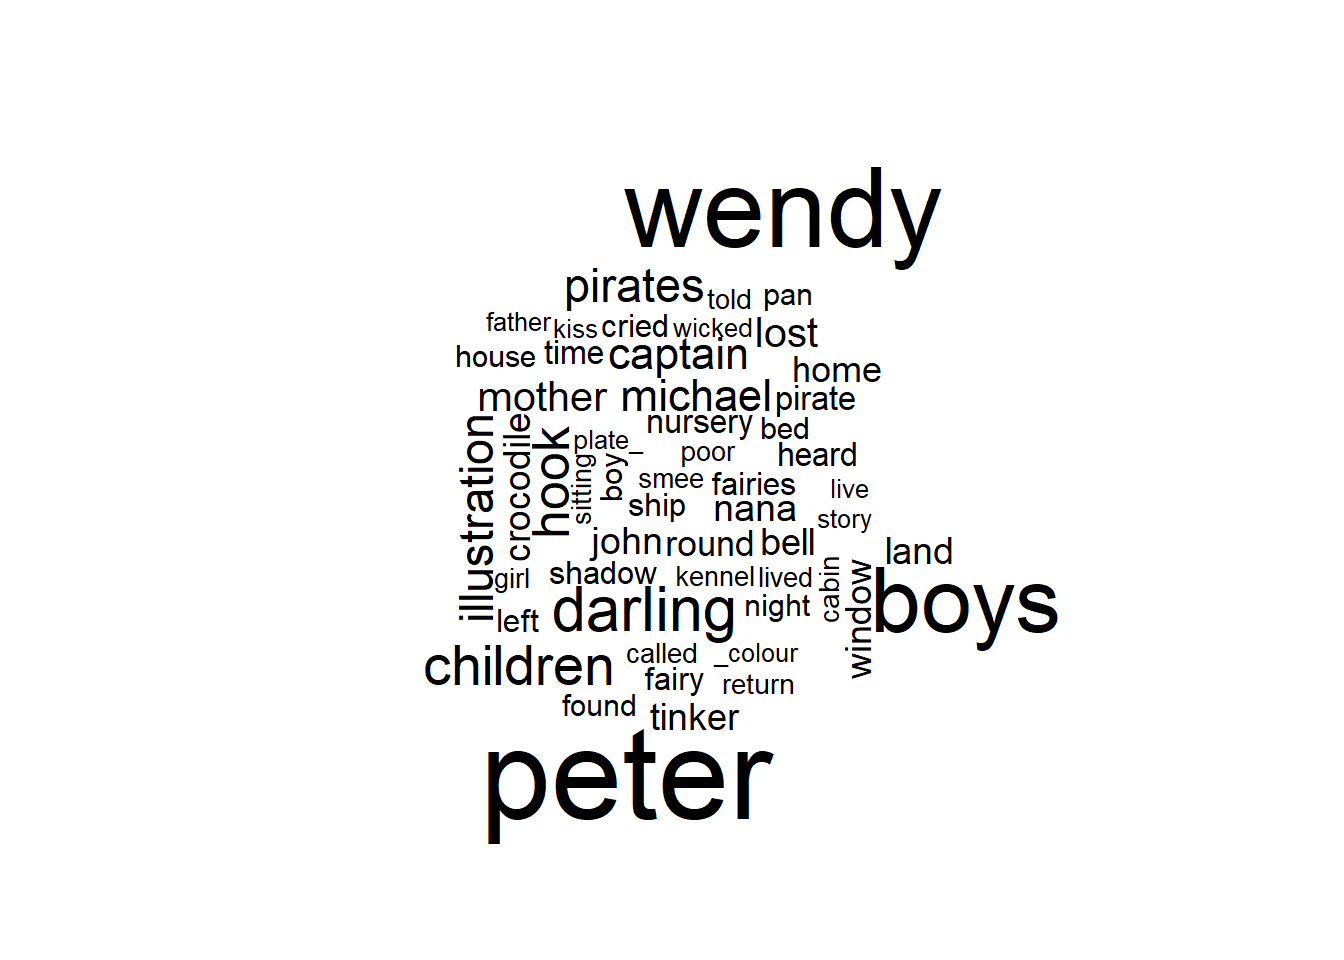 wendy
pirates told pan
father kiss cried wicked lost
house time captain
home
mother michael pirate
nursery bed
illustration
crocodile
hook
plate_
sitting
boy
poor
heard
smee fairies live
ship nana story
john round bell land
girl shadow kennel lived
cabin
window
boys
left darling night
children called _colour
fairy return
found tinker
peter